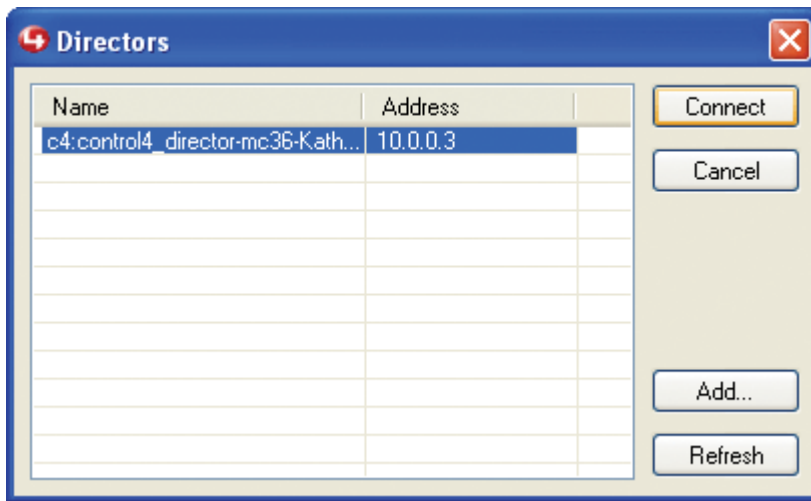 Directors
Name Address
c4:control4_director-mc36-Kath... 10.0.0.3
Connect
Cancel
Add...
Refresh